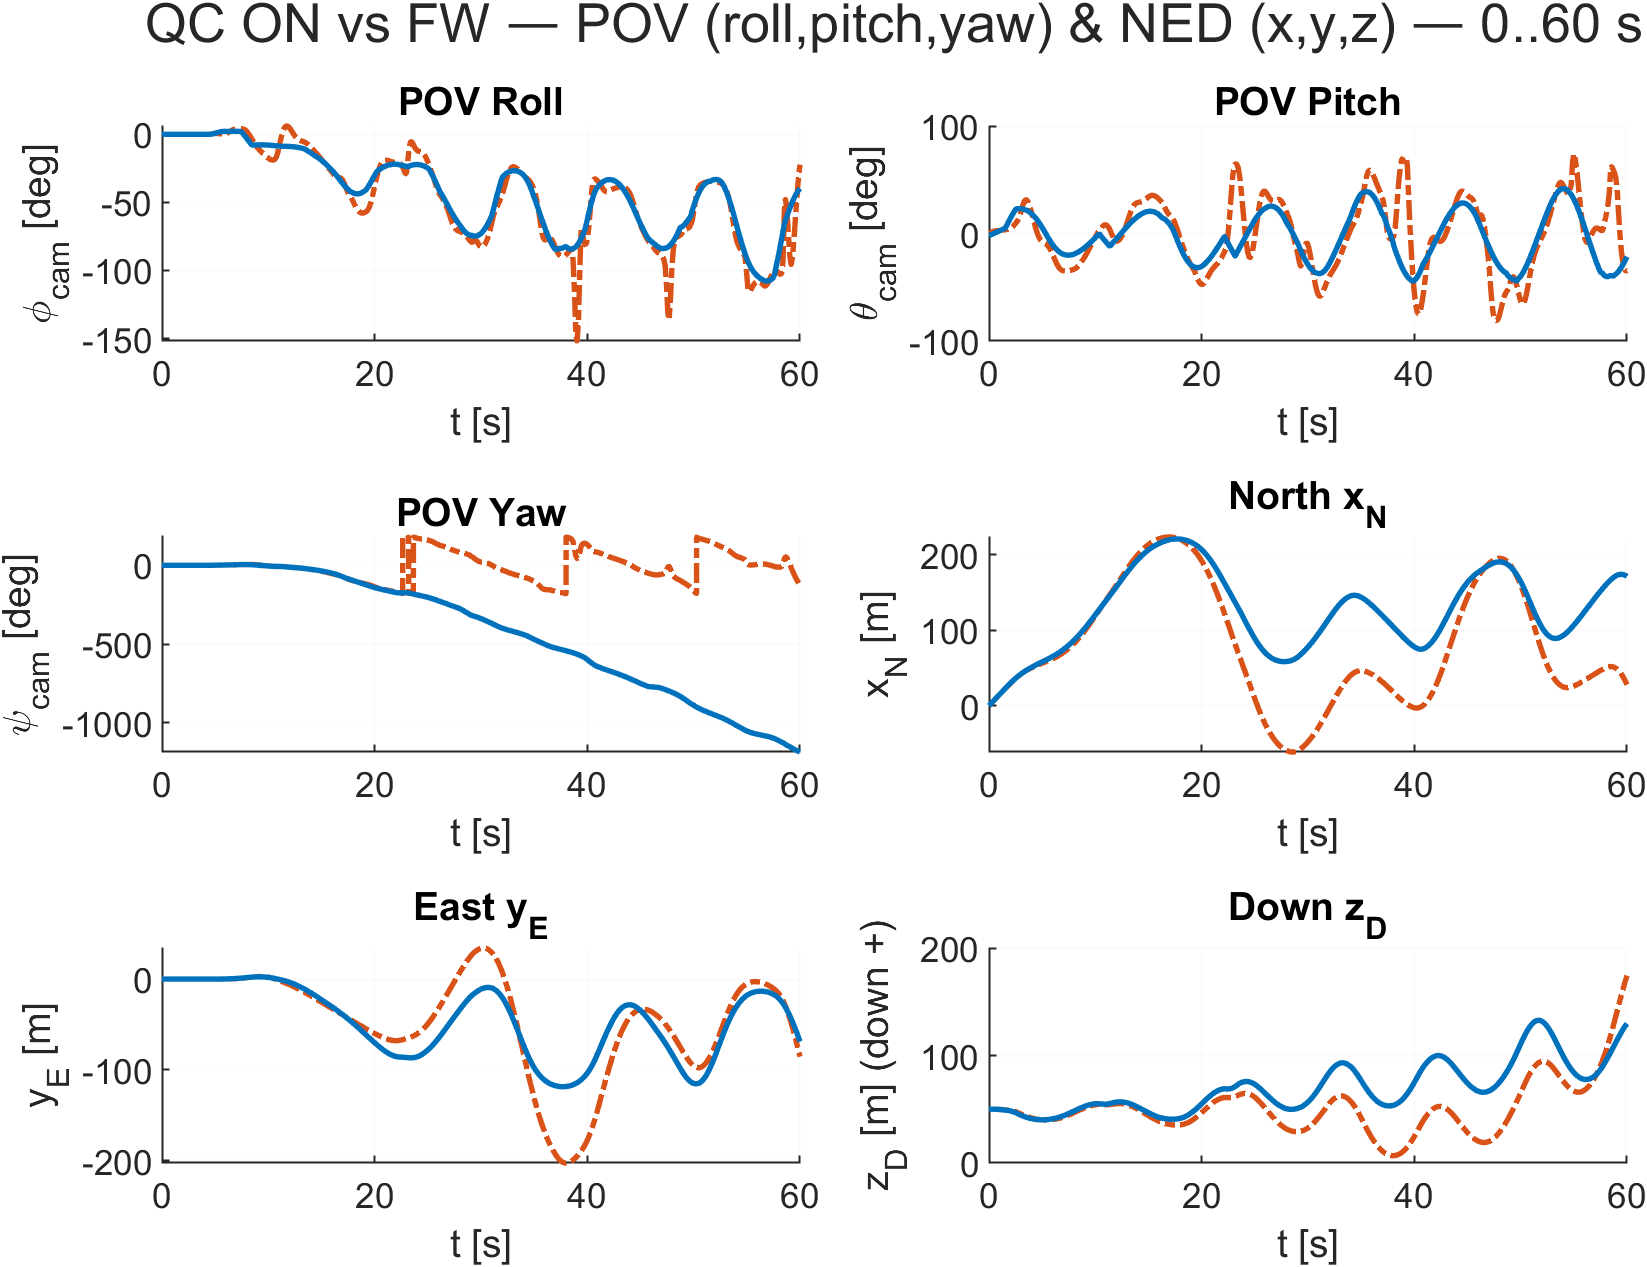 QC ON vs FW — POV (roll,pitch,yaw) & NED (x,y,z) — 0..60 s
POV Roll
0
-50
-100
-150
ϕcam [deg]
0 20 40 60
t [s]
POV Pitch
100
0
-100
θcam [deg]
0 20 40 60
t [s]
POV Yaw
0
-500
-1000
ψcam [deg]
0 20 40 60
t [s]
North xN
200
100
0
xN [m]
0 20 40 60
t [s]
East yE
0
-100
-200
yE [m]
0 20 40 60
t [s]
Down zD
200
100
0
zD [m] (down +)
0 20 40 60
t [s]